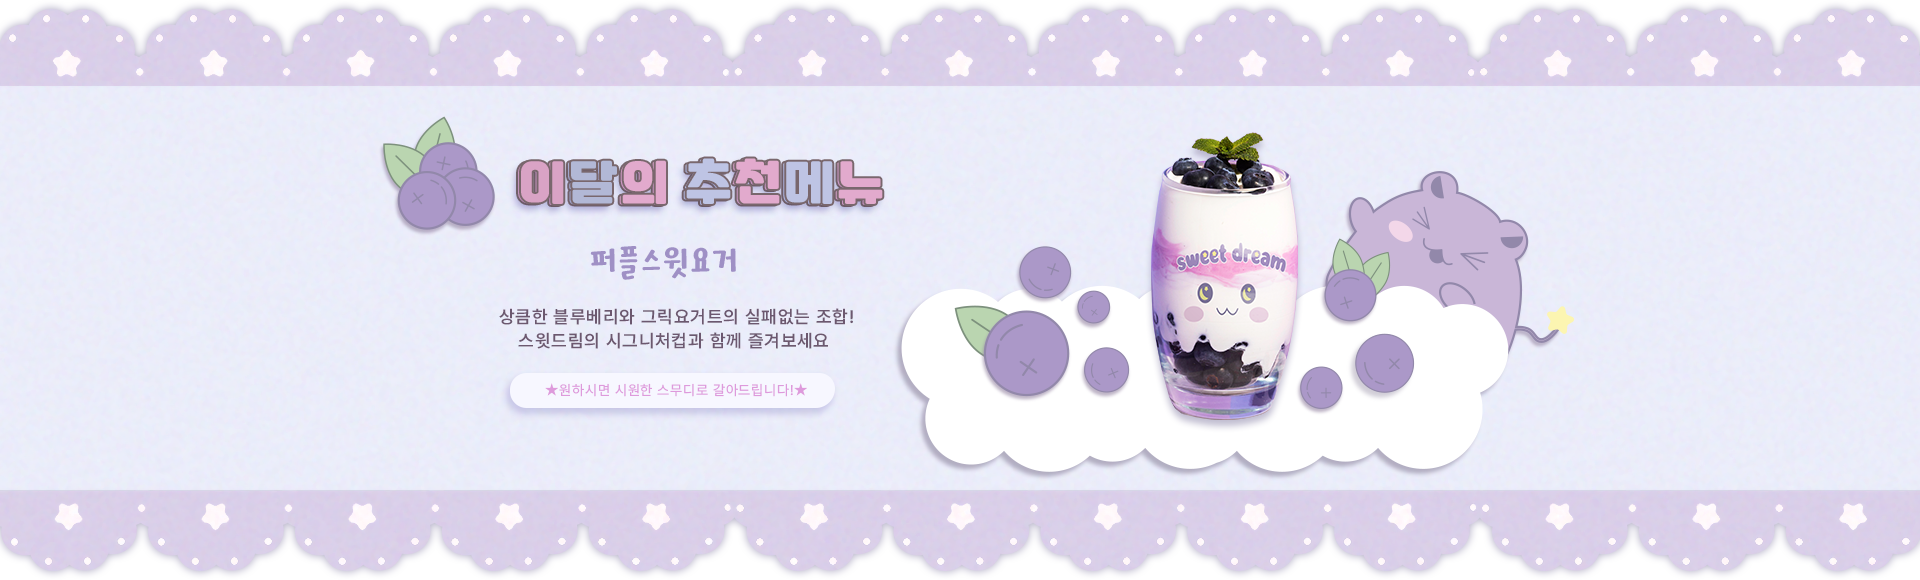 이달의 추천메뉴
퍼플스윗요거
상큼한 블루베리와 그릭요거트의 실패없는 조합!
스윗드림의 시그니처컵과 함께 즐겨보세요
★원하시면 시원한 스무디로 갈아드립니다!★
sweet dream